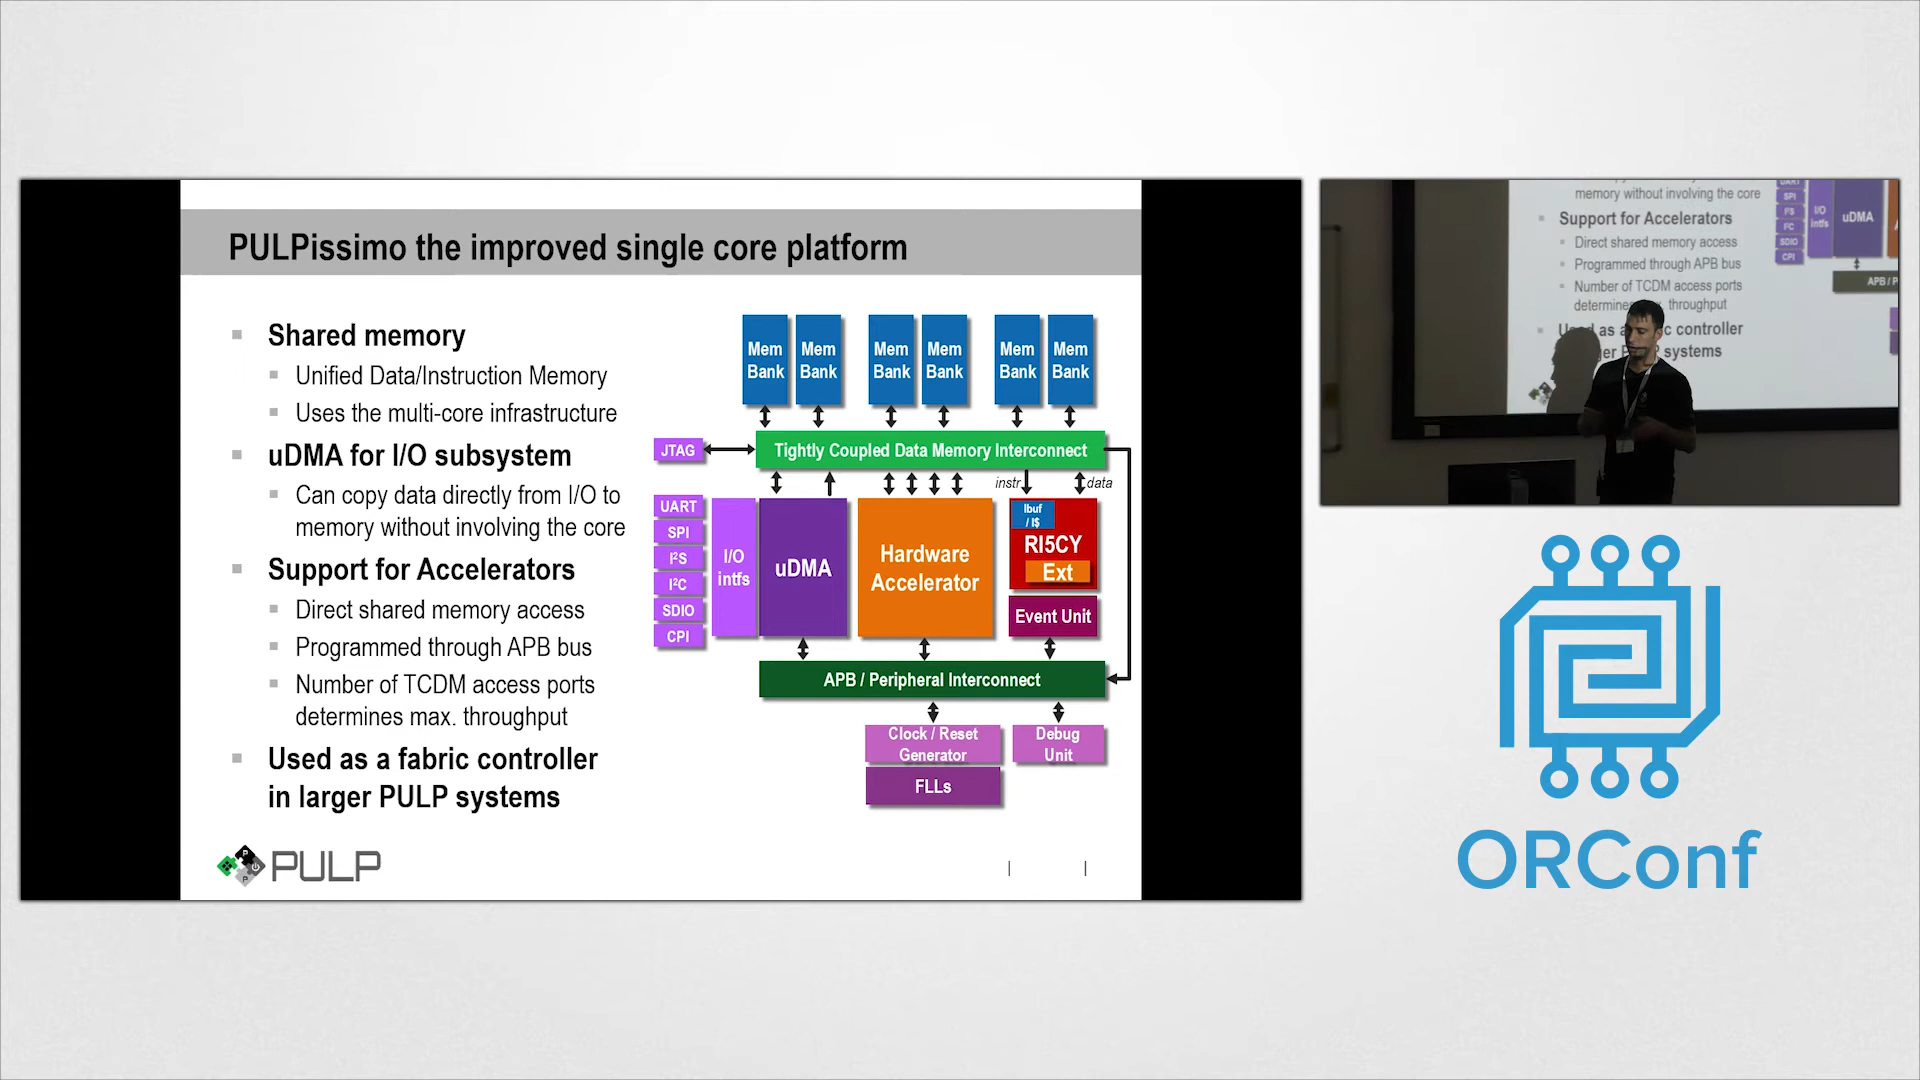 PULPissimo the improved single core platform
Shared memory
Unified Data/Instruction Memory
Uses the multi-core infrastructure
uDMA for I/O subsystem
Can copy data directly from I/O to
memory without involving the core
Support for Accelerators
Direct shared memory access
Programmed through APB bus
Number of TCDM access ports
determines max. throughput
Used as a fabric controller
in larger PULP systems
PULP
Mem
Bank
Mem
Bank
Mem
Bank
Mem
Bank
Mem
Bank
Mem
Bank
JTAG
Tightly Coupled Data Memory Interconnect
instr
data
UART
SPI
I²S
I²C
SDIO
CPI
I/O
intfs
uDMA
Hardware
Accelerator
Ibuf
/ I$
RI5CY
Ext
Event Unit
APB / Peripheral Interconnect
Clock / Reset
Generator
FLLs
Debug
Unit
memory without involving the core
Support for Accelerators
Direct shared memory access
Programmed through APB bus
Number of TCDM access ports
throughput
controller
systems
UART
SPI
I²S
I²C
SDIO
CPI
I/O
intfs
uDMA
APB / P
ORConf